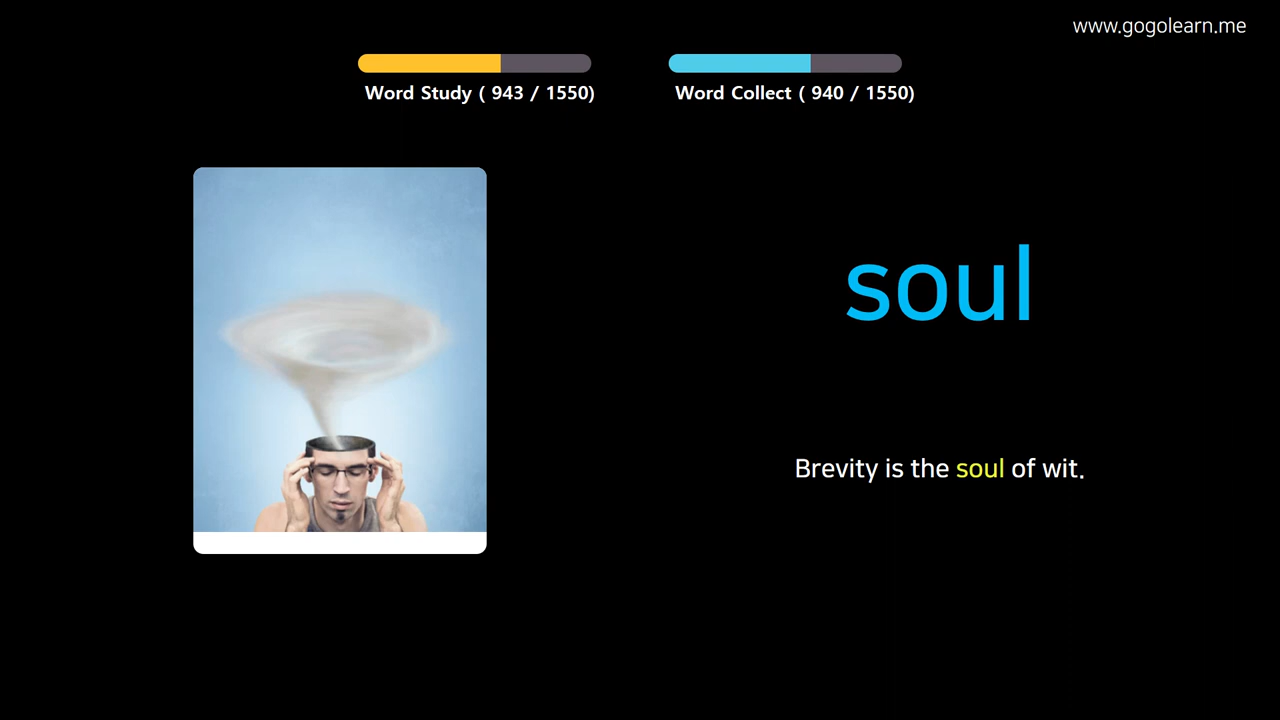 www.gogolearn.me
Word Study ( 943 / 1550)
Word Collect ( 940 / 1550)
soul
Brevity is the soul of wit.